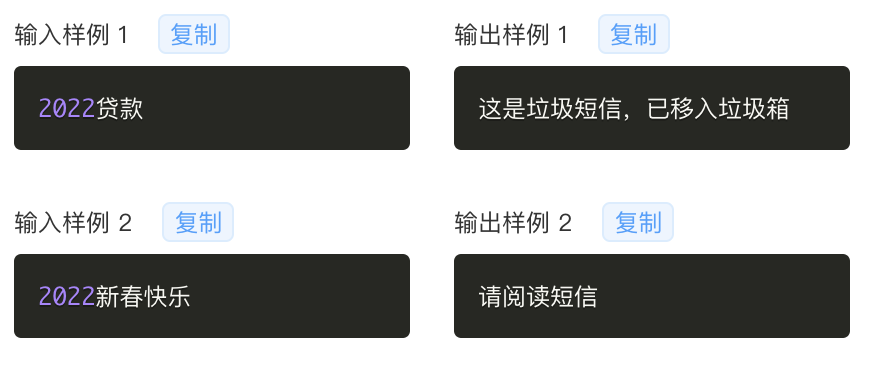 输入样例 1 复制
输出样例 1 复制
2022贷款
这是垃圾短信，已移入垃圾箱
输入样例 2 复制
输出样例 2 复制
2022新春快乐
请阅读短信